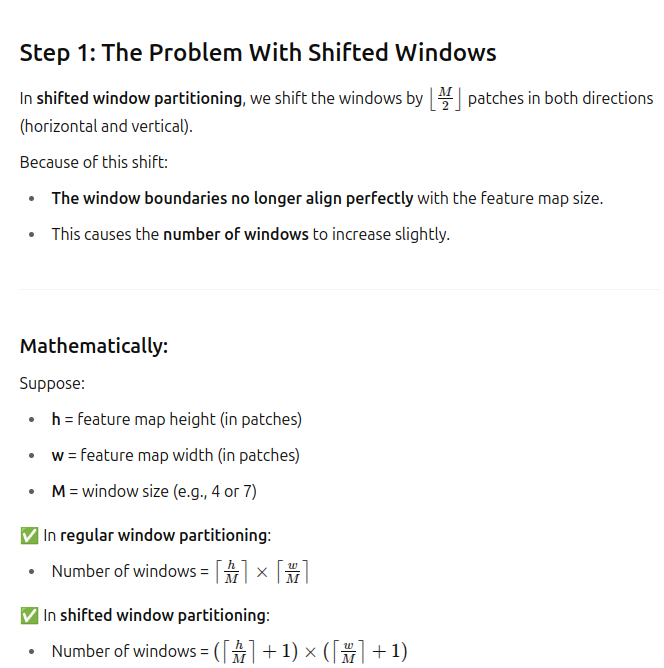 Step 1: The Problem With Shifted Windows
In shifted window partitioning, we shift the windows by ⌊M/2⌋ patches in both directions
(horizontal and vertical).
Because of this shift:
• The window boundaries no longer align perfectly with the feature map size.
• This causes the number of windows to increase slightly.
Mathematically:
Suppose:
• h = feature map height (in patches)
• w = feature map width (in patches)
• M = window size (e.g., 4 or 7)
✅ In regular window partitioning:
• Number of windows = ⌈h/M⌉ × ⌈w/M⌉
✅ In shifted window partitioning:
• Number of windows = (⌈h/M⌉ + 1) × (⌈w/M⌉ + 1)